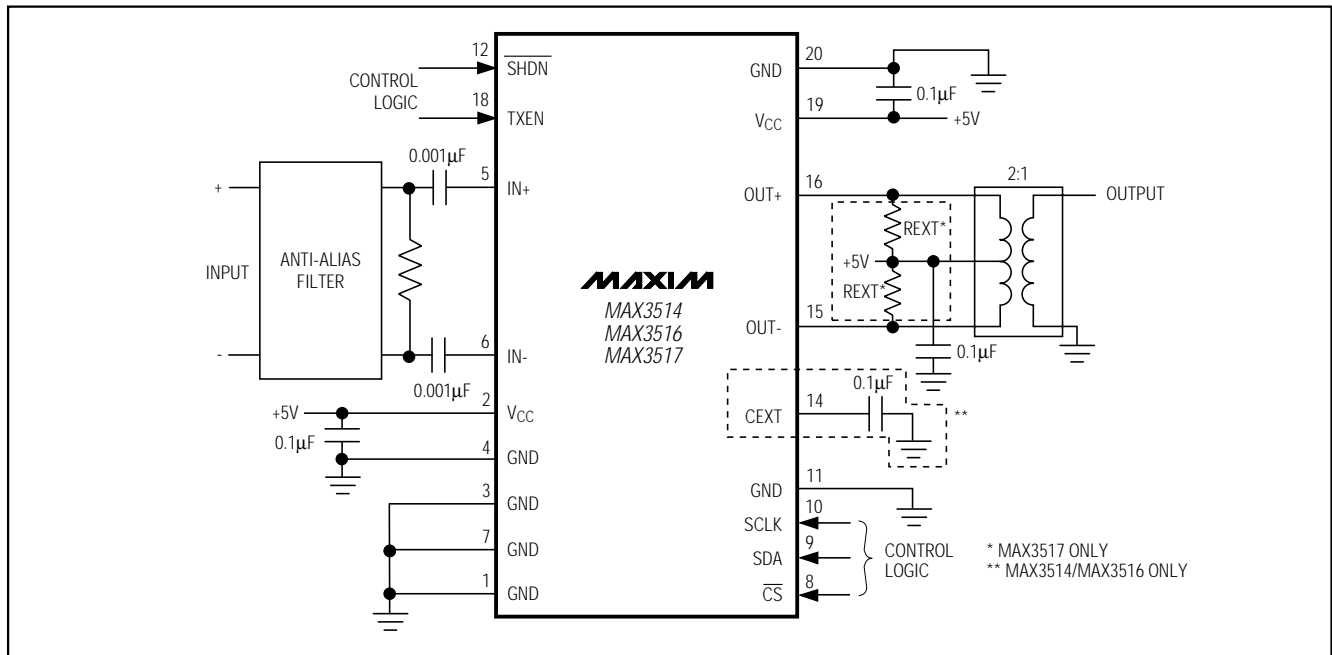 12
SHDN
CONTROL
LOGIC
18
TXEN
0.001µF
5
IN+
+
INPUT
ANTI-ALIAS
FILTER
-
6
IN-
0.001µF
+5V
2
VCC
0.1µF
4
GND
3
GND
7
GND
1
GND
MAXIM
MAX3514
MAX3516
MAX3517
20
GND
0.1µF
19
VCC
+5V
2:1
16
OUT+
OUTPUT
REXT*
+5V
REXT*
15
OUT-
0.1µF
0.1µF
14
CEXT
**
11
GND
10
SCLK
9
SDA
8
CS
CONTROL
LOGIC
* MAX3517 ONLY
** MAX3514/MAX3516 ONLY